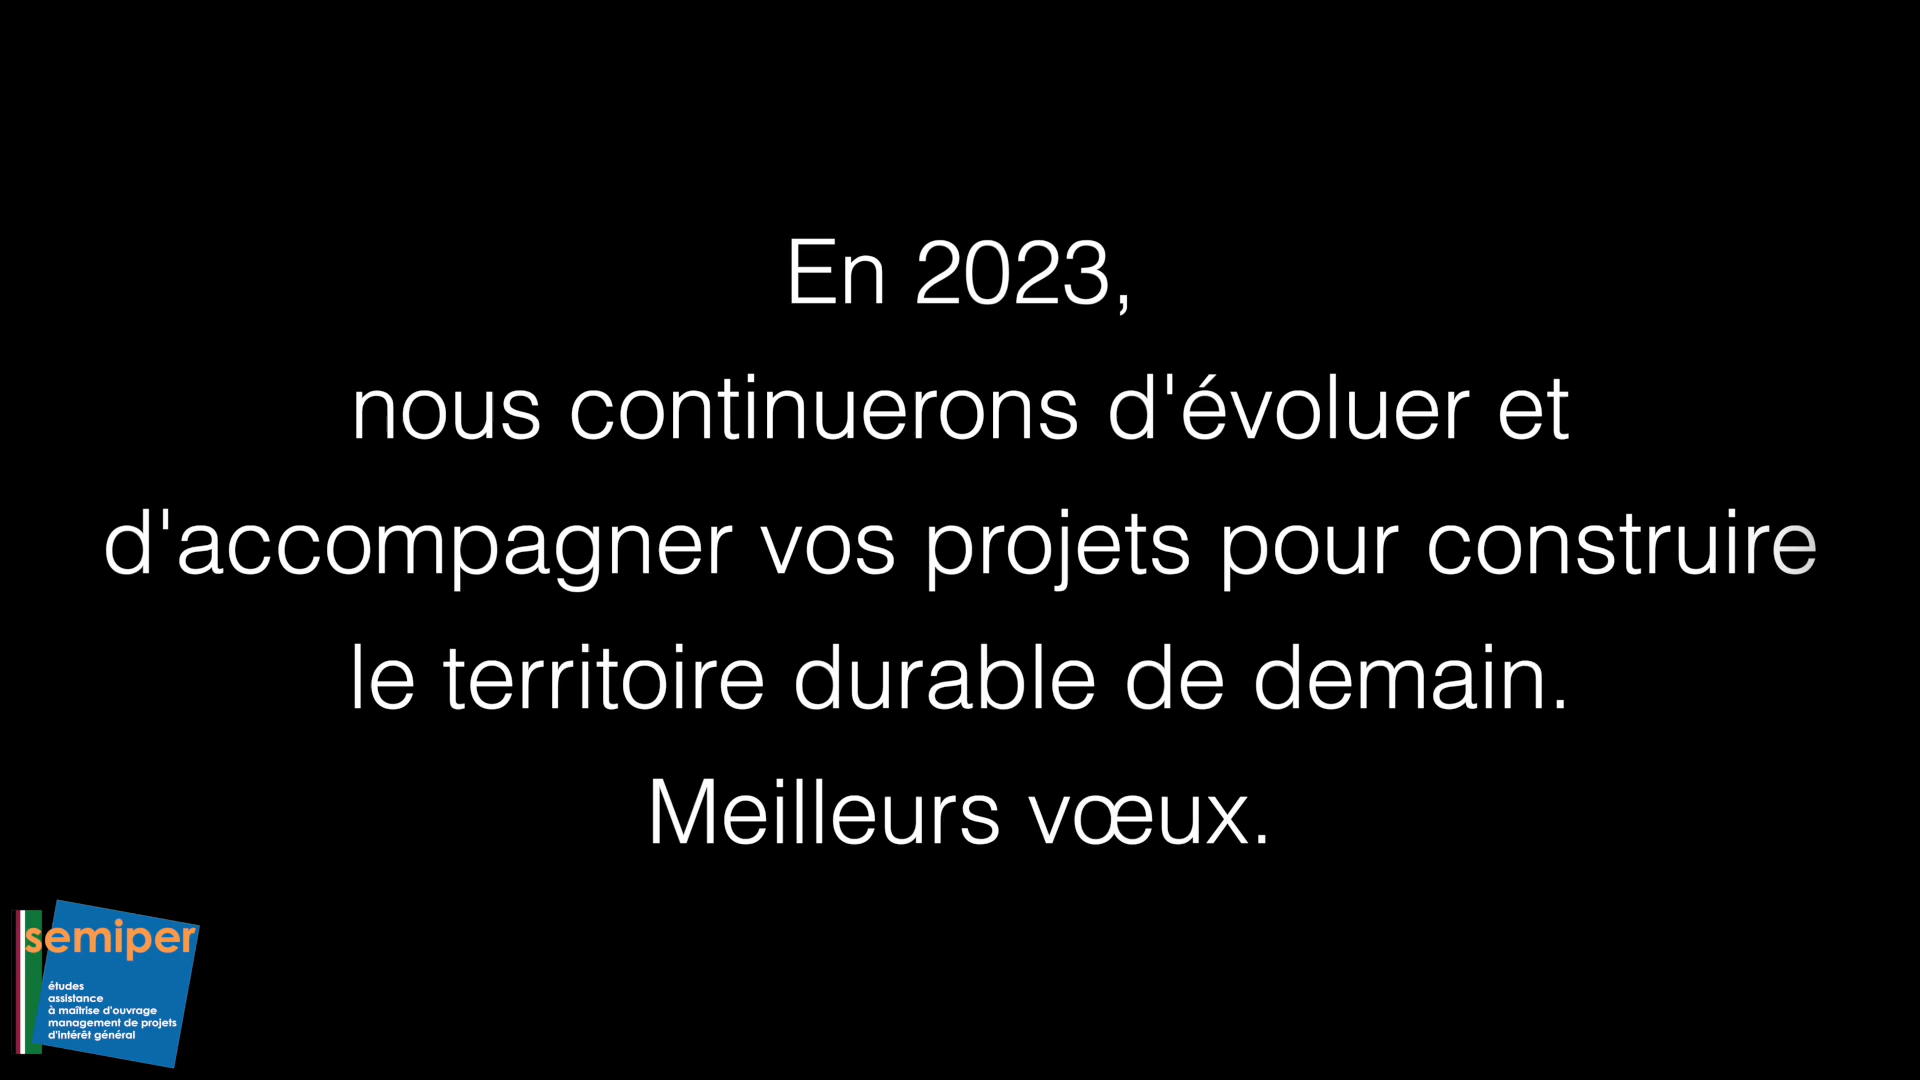 En 2023,
nous continuerons d'évoluer et
d'accompagner vos projets pour construire
le territoire durable de demain.
Meilleurs vœux.
semiper
études
assistance
à maîtrise d'ouvrage
management de projets
d'intérêt général